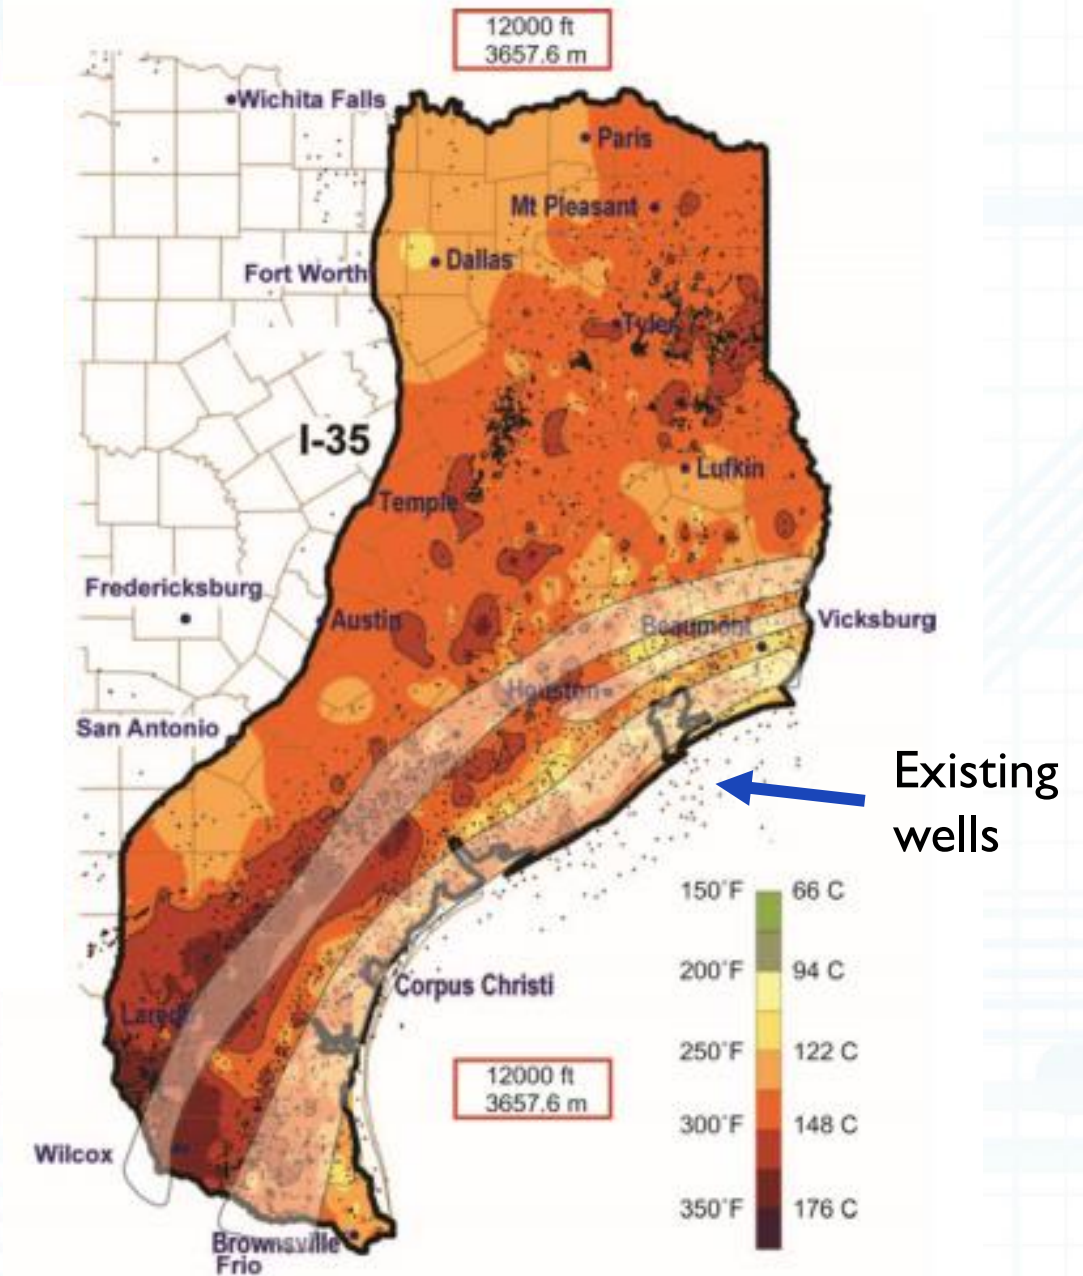 12000 ft
3657.6 m
Wichita Falls
Paris
Mt Pleasant
Dallas
Fort Worth
Tyler
I-35
Lufkin
Temple
Fredericksburg
Austin
Beaumont
Vicksburg
Houston
San Antonio
Existing
wells
150°F 66 C
200°F 94 C
Corpus Christi
Laredo
250°F 122 C
12000 ft
3657.6 m
300°F 148 C
Wilcox
350°F 176 C
Brownsville
Frio